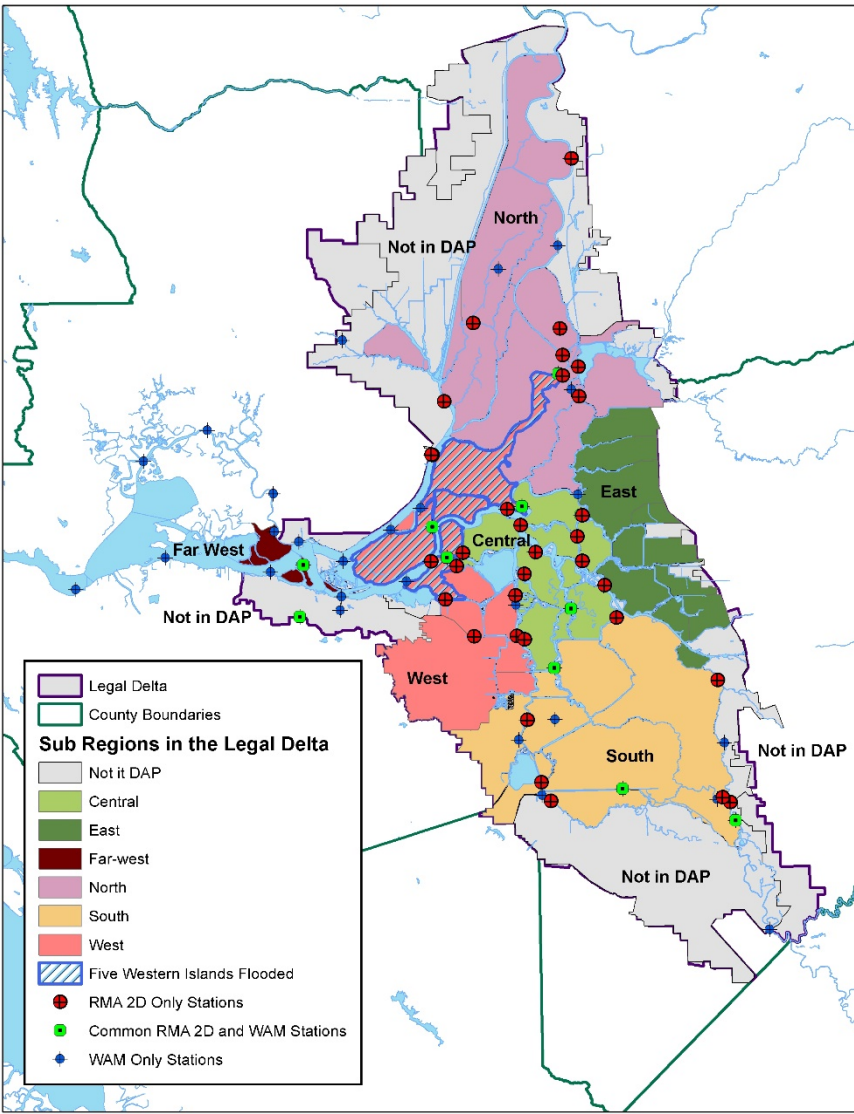 North
Not in DAP
East
Central
Far West
Not in DAP
West
Not in DAP
South
Not in DAP
Legal Delta
County Boundaries
Sub Regions in the Legal Delta
Not it DAP
Central
East
Far-west
North
South
West
Five Western Islands Flooded
RMA 2D Only Stations
Common RMA 2D and WAM Stations
WAM Only Stations